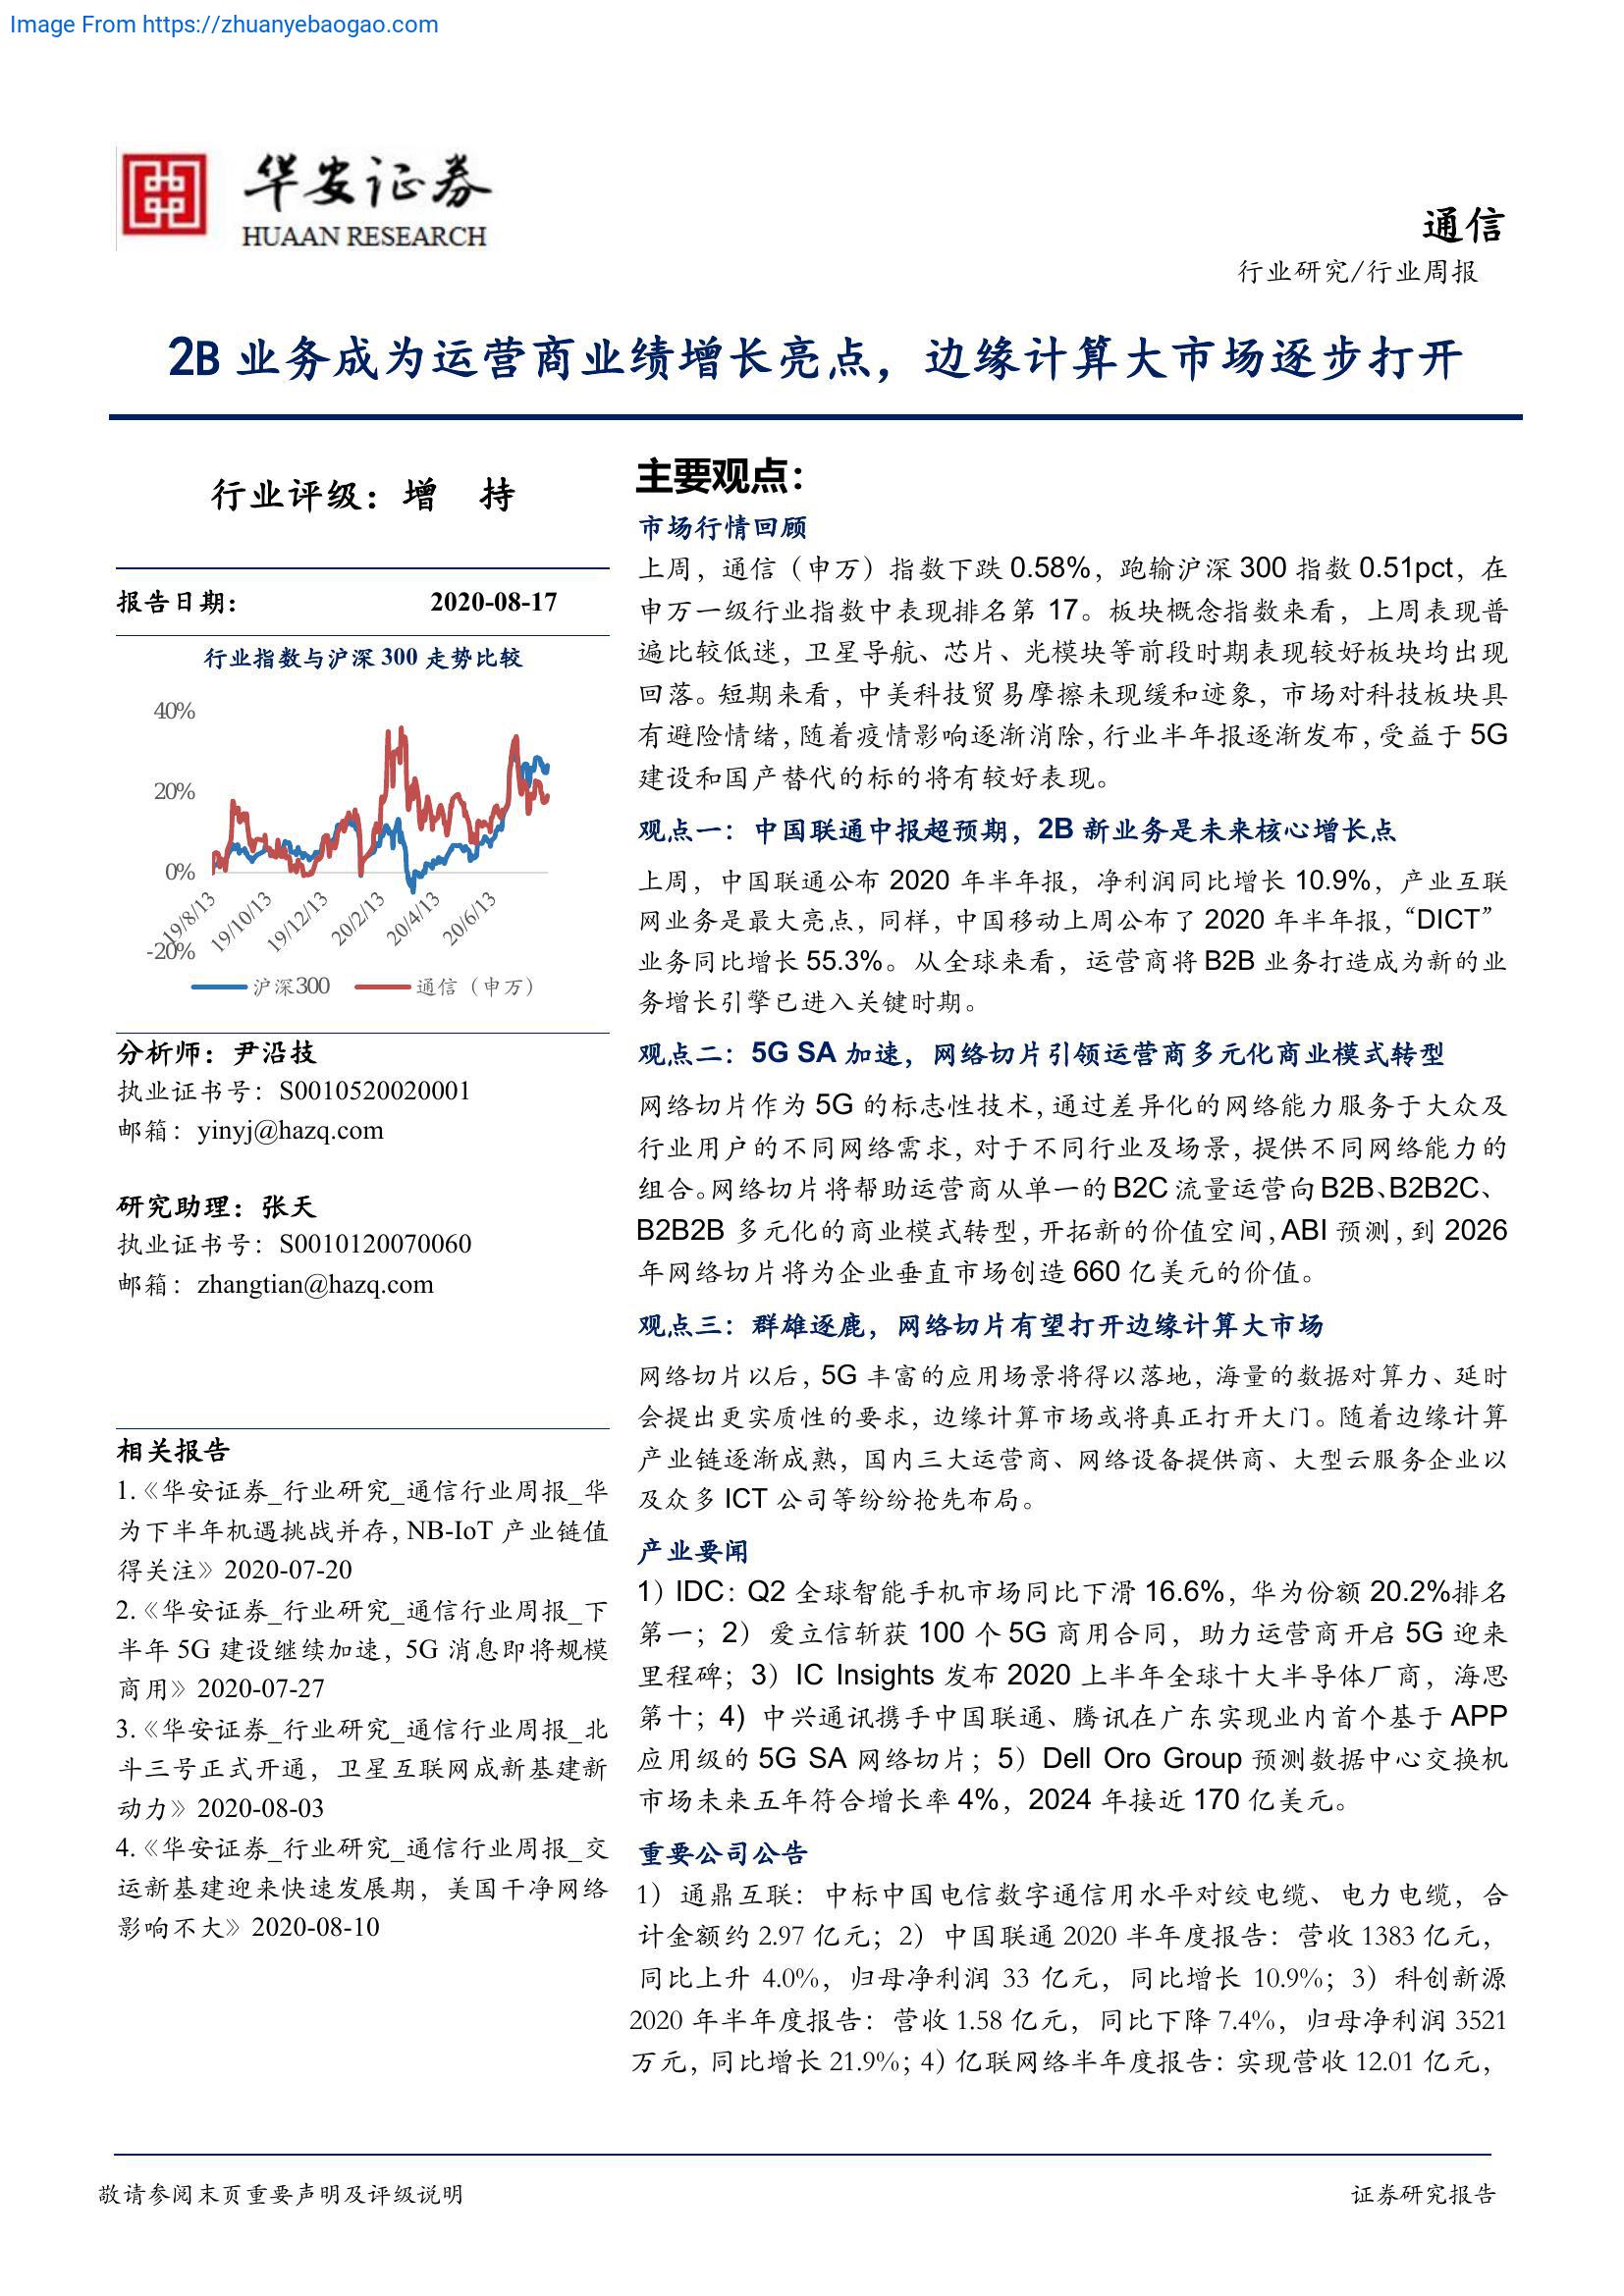 Image From https://zhuanyebaogao.com
华安证券
HUAAN RESEARCH
通信
行业研究/行业周报
2B 业务成为运营商业绩增长亮点，边缘计算大市场逐步打开
行业评级：增 持
报告日期： 2020-08-17
行业指数与沪深 300 走势比较
40%
20%
0%
-20%
19/8/13
19/10/13
19/12/13
20/2/13
20/4/13
20/6/13
沪深300 通信（申万）
分析师：尹沿技
执业证书号：S0010520020001
邮箱：yinyj@hazq.com
研究助理：张天
执业证书号：S0010120070060
邮箱：zhangtian@hazq.com
相关报告
1.《华安证券_行业研究_通信行业周报_华
为下半年机遇挑战并存，NB-IoT 产业链值
得关注》2020-07-20
2.《华安证券_行业研究_通信行业周报_下
半年 5G 建设继续加速，5G 消息即将规模
商用》2020-07-27
3.《华安证券_行业研究_通信行业周报_北
斗三号正式开通，卫星互联网成新基建新
动力》2020-08-03
4.《华安证券_行业研究_通信行业周报_交
运新基建迎来快速发展期，美国干净网络
影响不大》2020-08-10
主要观点：
市场行情回顾
上周，通信（申万）指数下跌 0.58%，跑输沪深 300 指数 0.51pct，在
申万一级行业指数中表现排名第 17。板块概念指数来看，上周表现普
遍比较低迷，卫星导航、芯片、光模块等前段时期表现较好板块均出现
回落。短期来看，中美科技贸易摩擦未现缓和迹象，市场对科技板块具
有避险情绪，随着疫情影响逐渐消除，行业半年报逐渐发布，受益于 5G
建设和国产替代的标的将有较好表现。
观点一：中国联通中报超预期，2B 新业务是未来核心增长点
上周，中国联通公布 2020 年半年报，净利润同比增长 10.9%，产业互联
网业务是最大亮点，同样，中国移动上周公布了 2020 年半年报，“DICT”
业务同比增长 55.3%。从全球来看，运营商将 B2B 业务打造成为新的业
务增长引擎已进入关键时期。
观点二：5G SA 加速，网络切片引领运营商多元化商业模式转型
网络切片作为 5G 的标志性技术，通过差异化的网络能力服务于大众及
行业用户的不同网络需求，对于不同行业及场景，提供不同网络能力的
组合。网络切片将帮助运营商从单一的 B2C 流量运营向 B2B、B2B2C、
B2B2B 多元化的商业模式转型，开拓新的价值空间，ABI 预测，到 2026
年网络切片将为企业垂直市场创造 660 亿美元的价值。
观点三：群雄逐鹿，网络切片有望打开边缘计算大市场
网络切片以后，5G 丰富的应用场景将得以落地，海量的数据对算力、延时
会提出更实质性的要求，边缘计算市场或将真正打开大门。随着边缘计算
产业链逐渐成熟，国内三大运营商、网络设备提供商、大型云服务企业以
及众多 ICT 公司等纷纷抢先布局。
产业要闻
1）IDC：Q2 全球智能手机市场同比下滑 16.6%，华为份额 20.2%排名
第一；2）爱立信斩获 100 个 5G 商用合同，助力运营商开启 5G 迎来
里程碑；3）IC Insights 发布 2020 上半年全球十大半导体厂商，海思
第十；4）中兴通讯携手中国联通、腾讯在广东实现业内首个基于 APP
应用级的 5G SA 网络切片；5）Dell Oro Group 预测数据中心交换机
市场未来五年符合增长率 4%，2024 年接近 170 亿美元。
重要公司公告
1）通鼎互联：中标中国电信数字通信用水平对绞电缆、电力电缆，合
计金额约 2.97 亿元；2）中国联通 2020 半年度报告：营收 1383 亿元，
同比上升 4.0%，归母净利润 33 亿元，同比增长 10.9%；3）科创新源
2020 年半年度报告：营收 1.58 亿元，同比下降 7.4%，归母净利润 3521
万元，同比增长 21.9%；4）亿联网络半年度报告：实现营收 12.01 亿元，
敬请参阅末页重要声明及评级说明
证券研究报告